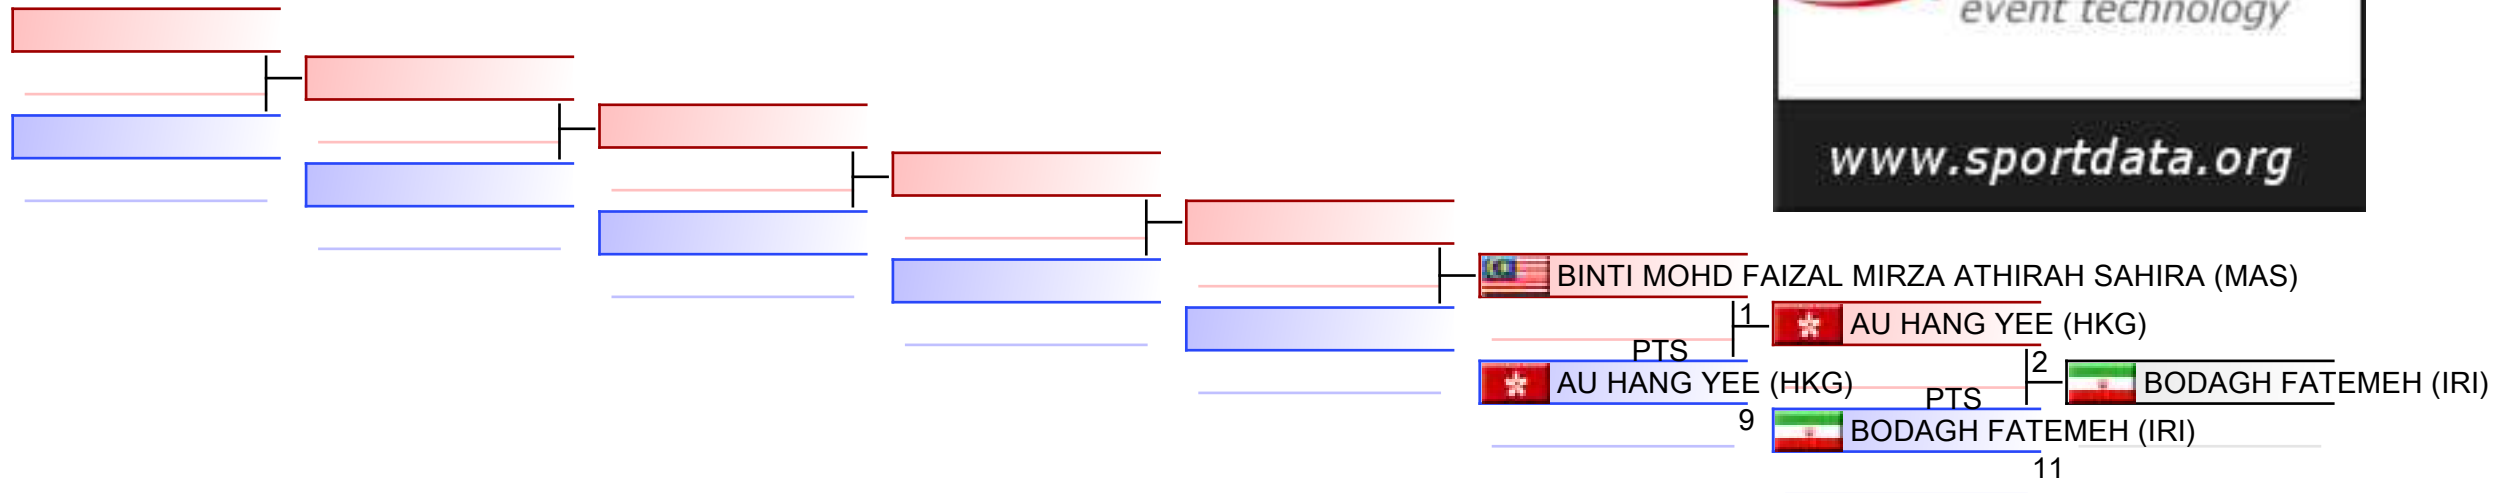 event technology
www.sportdata.org
BINTI MOHD FAIZAL MIRZA ATHIRAH SAHIRA (MAS)
1
AU HANG YEE (HKG)
PTS
2
AU HANG YEE (HKG)
BODAGH FATEMEH (IRI)
PTS
9
BODAGH FATEMEH (IRI)
11